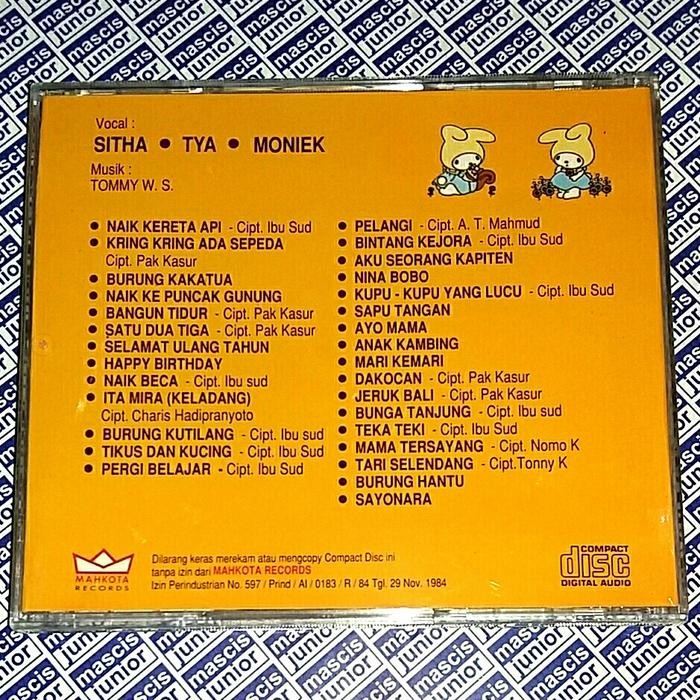 Vocal :
SITHA • TYA • MONIEK
Musik :
TOMMY W. S.
• NAIK KERETA API - Cipt. Ibu Sud
• KRING KRING ADA SEPEDA
Cipt. Pak Kasur
• BURUNG KAKATUA
• NAIK KE PUNCAK GUNUNG
• BANGUN TIDUR - Cipt. Pak Kasur
• SATU DUA TIGA - Cipt. Pak Kasur
• SELAMAT ULANG TAHUN
• HAPPY BIRTHDAY
• NAIK BECA - Cipt. Ibu sud
• ITA MIRA (KELADANG)
Cipt. Charis Hadipranyoto
• BURUNG KUTILANG - Cipt. Ibu sud
• TIKUS DAN KUCING - Cipt. Ibu Sud
• PERGI BELAJAR - Cipt. Ibu Sud
• PELANGI - Cipt. A. T. Mahmud
• BINTANG KEJORA - Cipt. Ibu Sud
• AKU SEORANG KAPITEN
• NINA BOBO
• KUPU - KUPU YANG LUCU - Cipt. Ibu Sud
• SAPU TANGAN
• AYO MAMA
• ANAK KAMBING
• MARI KEMARI
• DAKOCAN - Cipt. Pak Kasur
• JERUK BALI - Cipt. Pak Kasur
• BUNGA TANJUNG - Cipt. Ibu sud
• TEKA TEKI - Cipt. Ibu Sud
• MAMA TERSAYANG - Cipt. Nomo K
• TARI SELENDANG - Cipt.Tonny K
• BURUNG HANTU
• SAYONARA
MAHKOTA
RECORDS
Dilarang keras merekam atau mengcopy Compact Disc ini
tanpa izin dari MAHKOTA RECORDS
Izin Perindustrian No. 597 / Prind / AI / 0183 / R / 84 Tgl. 29 Nov. 1984
COMPACT
disc
DIGITAL AUDIO
mascis
junior